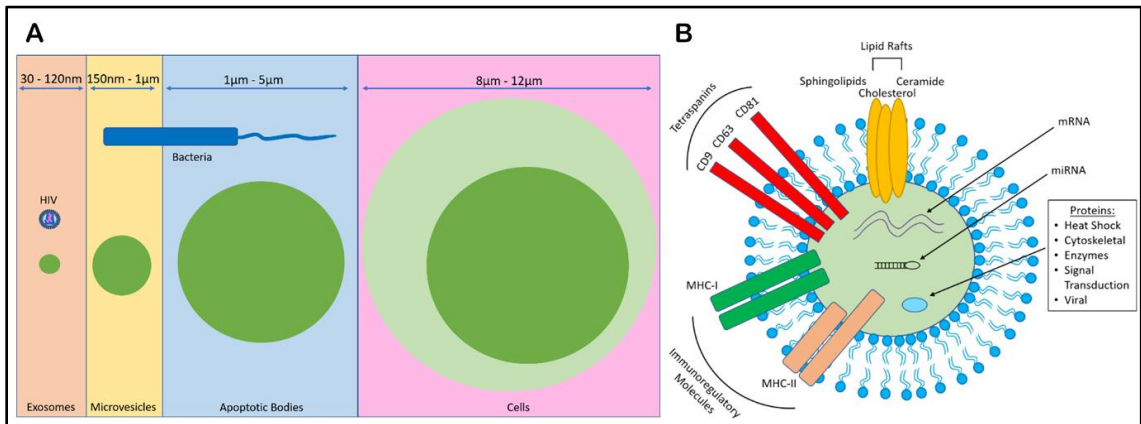 A
30 - 120nm
150nm - 1µm
1µm - 5µm
8µm - 12µm
Bacteria
HIV
Exosomes
Microvesicles
Apoptotic Bodies
Cells
B
Lipid Rafts
Sphingolipids
Ceramide
Cholesterol
Tetraspanins
CD9
CD63
CD81
mRNA
miRNA
Proteins:
• Heat Shock
• Cytoskeletal
• Enzymes
• Signal
Transduction
• Viral
MHC-I
MHC-II
Immunoregulatory
Molecules